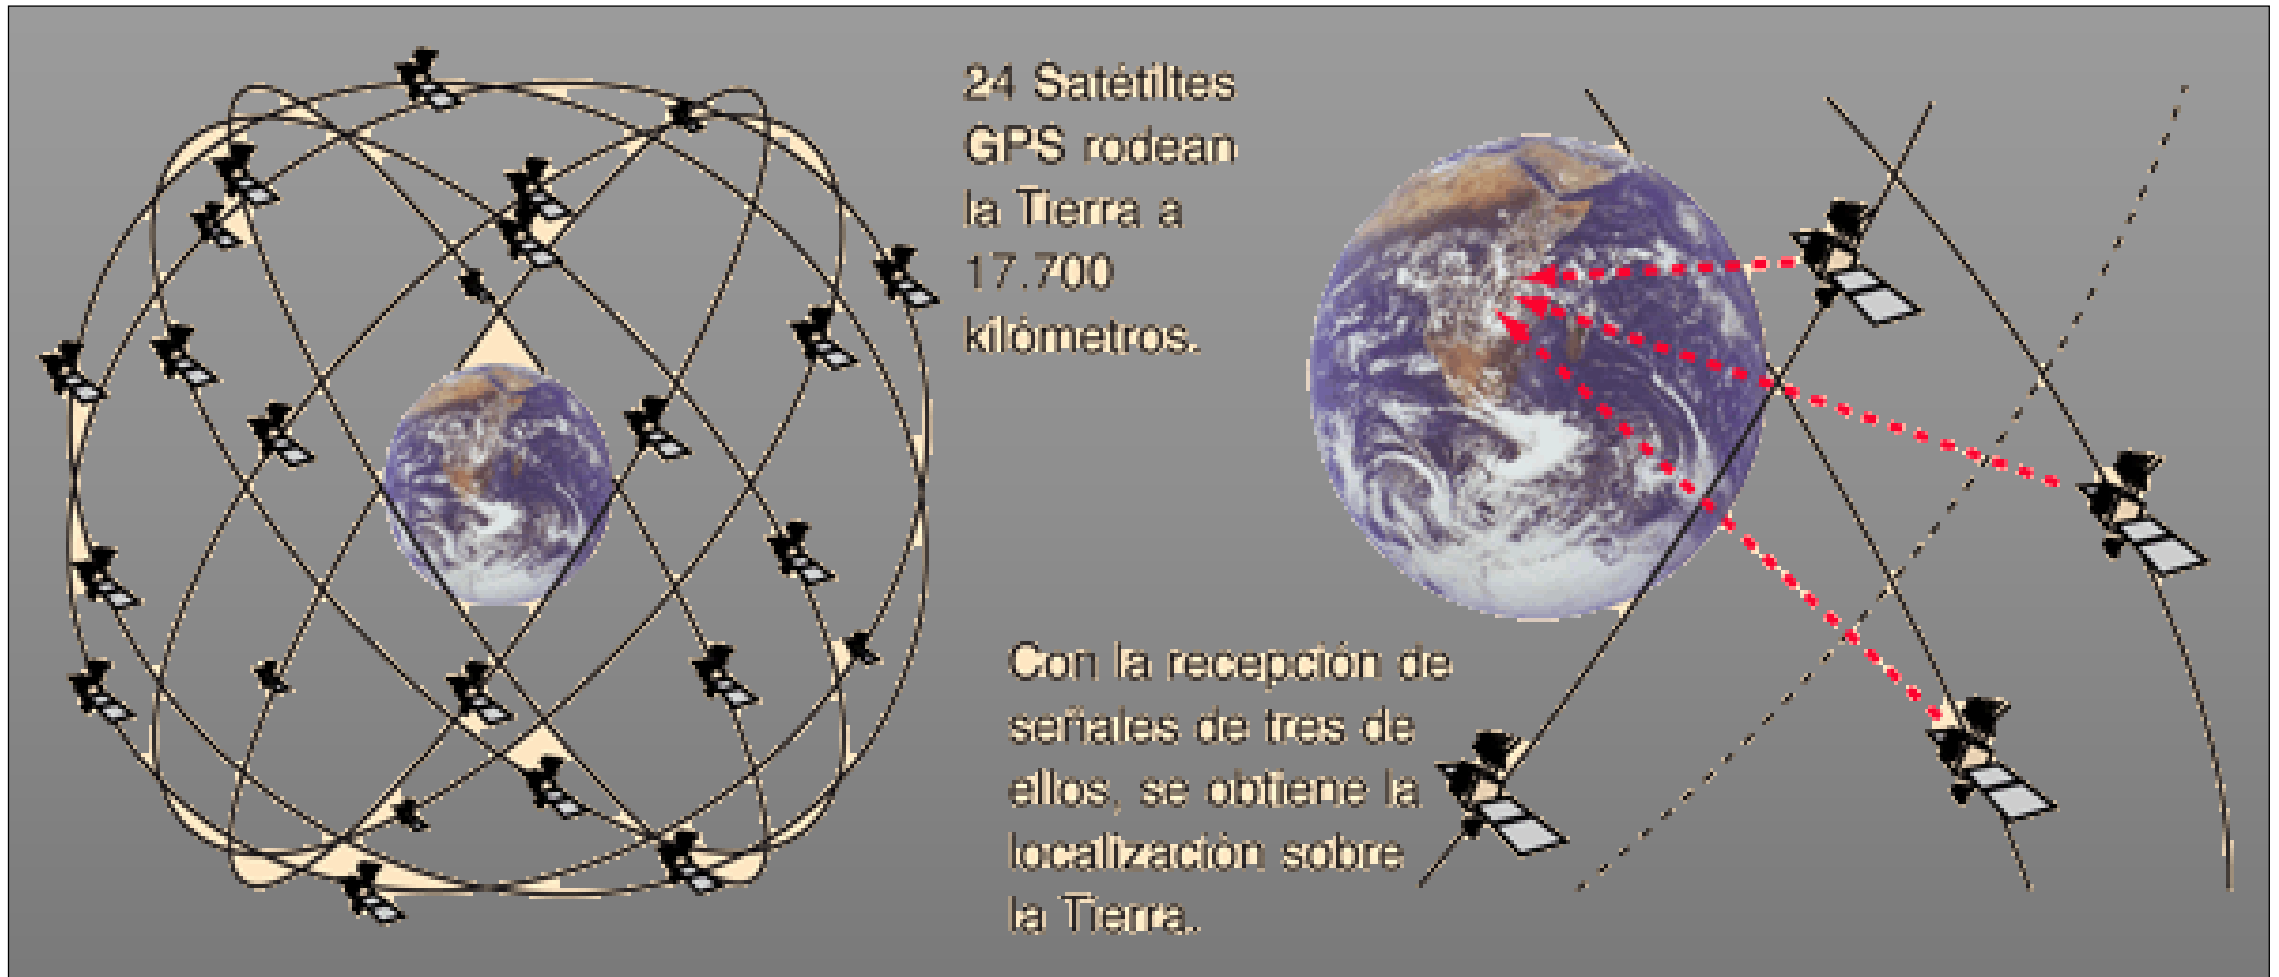 24 Satétiltes
GPS rodean
la Tierra a
17.700
kilómetros.
Con la recepción de
señales de tres de
ellos, se obtiene la
localización sobre
la Tierra.